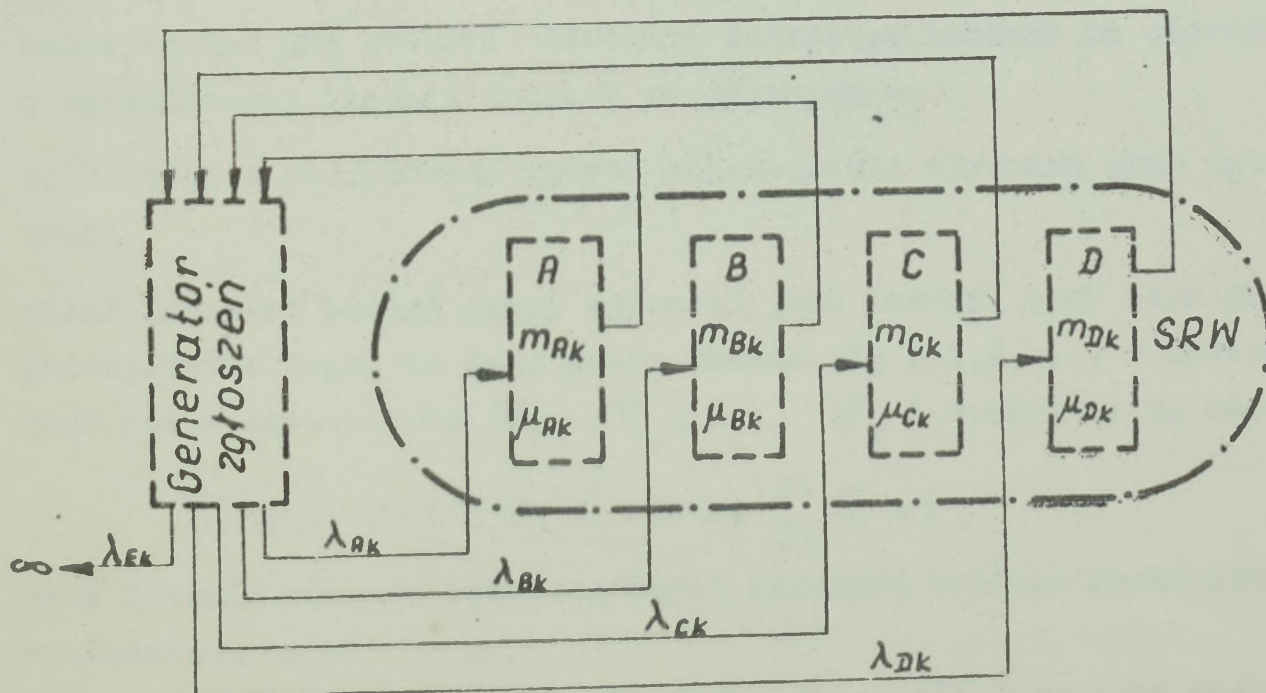 Generator
zgłoszeń
A
m_Ak
μ_Ak
B
m_Bk
μ_Bk
C
m_Ck
μ_Ck
D
m_Dk
μ_Dk
SRW
∞
λ_Ek
λ_Ak
λ_Bk
λ_Ck
λ_Dk